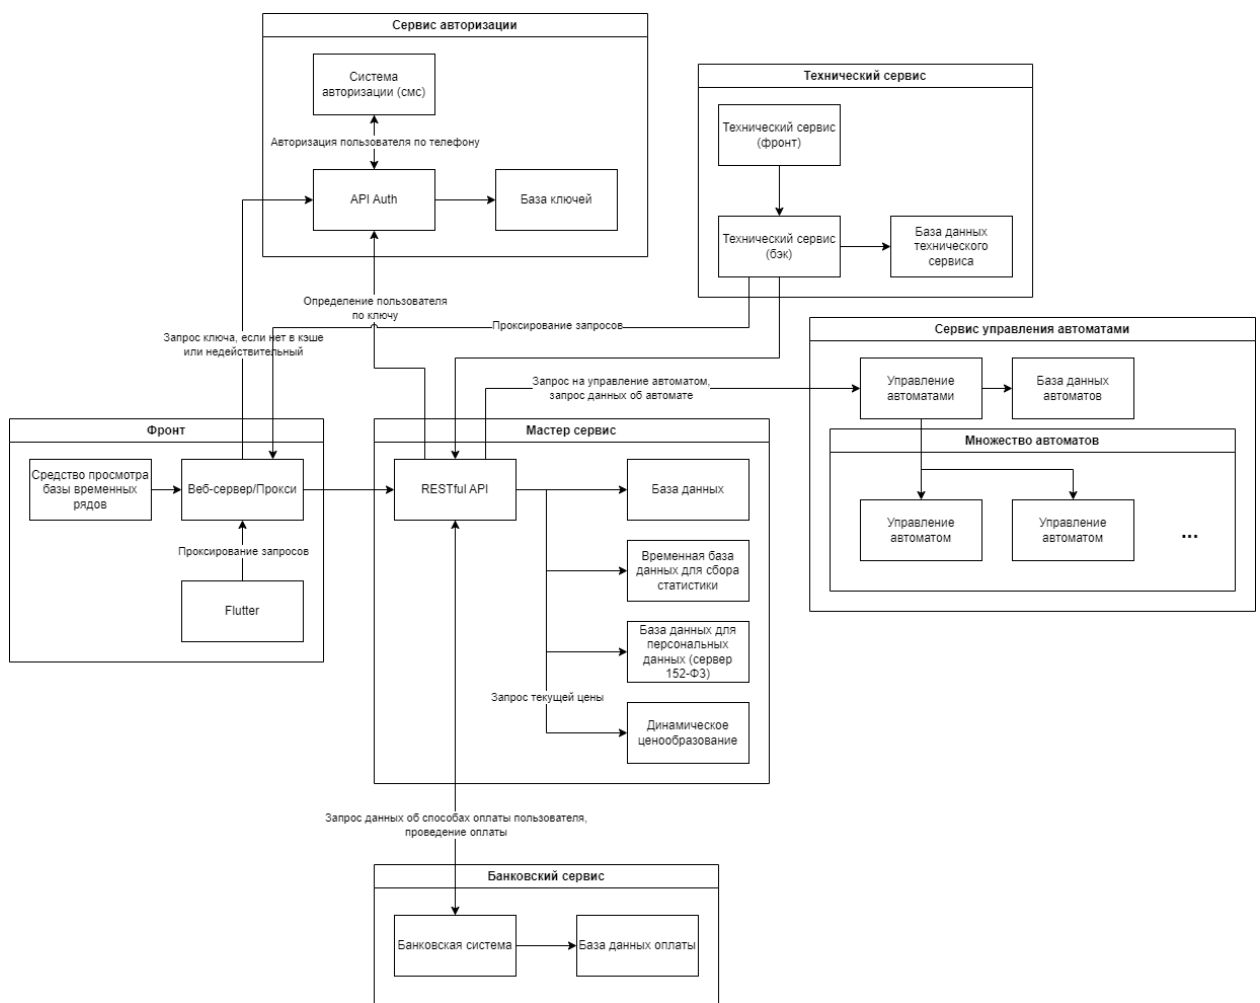 Сервис авторизации
Система
авторизации (смс)
Авторизация пользователя по телефону
API Auth
База ключей
Технический сервис
Технический сервис
(фронт)
Технический сервис
(бэк)
База данных
технического
сервиса
Определение пользователя
по ключу
Проксирование запросов
Запрос ключа, если нет в кэше
или недействительный
Сервис управления автоматами
Управление
автоматами
База данных
автоматов
Множество автоматов
Управление
автоматом
Управление
автоматом
...
Запрос на управление автоматом,
запрос данных об автомате
Фронт
Средство просмотра
базы временных
рядов
Веб-сервер/Прокси
Проксирование запросов
Flutter
Мастер сервис
RESTful API
База данных
Временная база
данных для сбора
статистики
База данных для
персональных
данных (сервер
152-ФЗ)
Запрос текущей цены
Динамическое
ценообразование
Запрос данных об способах оплаты пользователя,
проведение оплаты
Банковский сервис
Банковская система
База данных оплаты